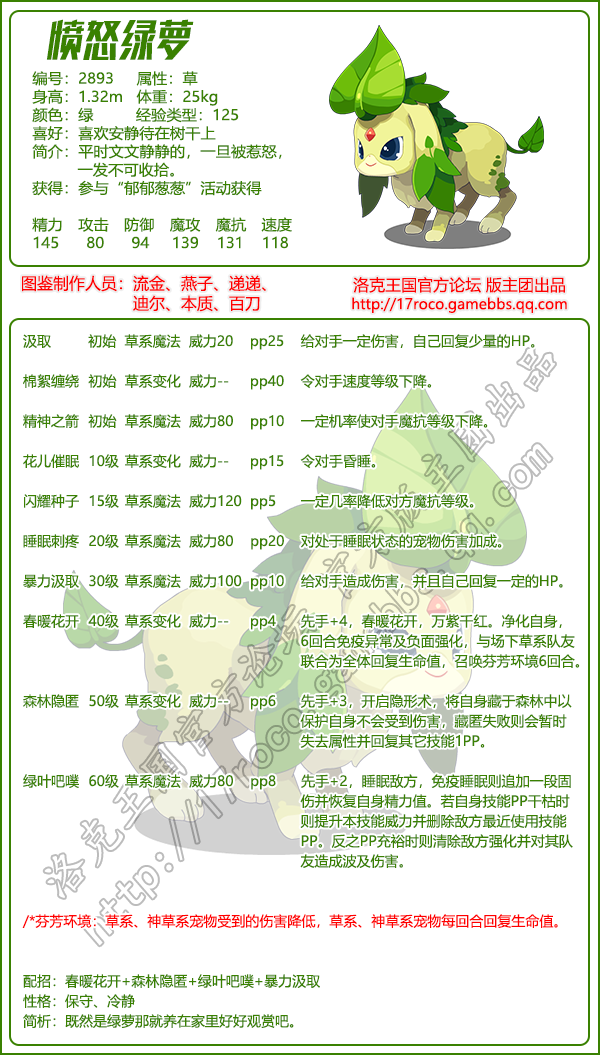 愤怒绿萝
编号：2893 属性：草
身高：1.32m 体重：25kg
颜色：绿 经验类型：125
喜好：喜欢安静待在树干上
简介：平时文文静静的，一旦被惹怒，
一发不可收拾。
获得：参与“郁郁葱葱”活动获得
精力 攻击 防御 魔攻 魔抗 速度
145 80 94 139 131 118
图鉴制作人员：流金、燕子、递递、
迪尔、本质、百刀
洛克王国官方论坛 版主团出品
http://17roco.gamebbs.qq.com
汲取 初始 草系魔法 威力20 pp25 给对手一定伤害，自己回复少量的HP。
棉絮缠绕 初始 草系变化 威力-- pp40 令对手速度等级下降。
精神之箭 初始 草系魔法 威力80 pp10 一定机率使对手魔抗等级下降。
花儿催眠 10级 草系变化 威力-- pp15 令对手昏睡。
闪耀种子 15级 草系魔法 威力120 pp5 一定几率降低对方魔抗等级。
睡眠刺疼 20级 草系魔法 威力80 pp20 对处于睡眠状态的宠物伤害加成。
暴力汲取 30级 草系魔法 威力100 pp10 给对手造成伤害，并且自己回复一定的HP。
春暖花开 40级 草系变化 威力-- pp4 先手+4，春暖花开，万紫千红。净化自身，
6回合免疫异常及负面强化，与场下草系队友
联合为全体回复生命值，召唤芬芳环境6回合。
森林隐匿 50级 草系变化 威力-- pp6 先手+3，开启隐形术，将自身藏于森林中以
保护自身不会受到伤害，藏匿失败则会暂时
失去属性并回复其它技能1PP。
绿叶吧噗 60级 草系魔法 威力80 pp8 先手+2，睡眠敌方，免疫睡眠则追加一段固
伤并恢复自身精力值。若自身技能PP干枯时
则提升本技能威力并删除敌方最近使用技能
PP。反之PP充裕时则清除敌方强化并对其队
友造成波及伤害。
洛克王国官方论坛 版主团出品
http://17roco.gamebbs.qq.com
/*芬芳环境：草系、神草系宠物受到的伤害降低，草系、神草系宠物每回合回复生命值。
配招：春暖花开+森林隐匿+绿叶吧噗+暴力汲取
性格：保守、冷静
简析：既然是绿萝那就养在家里好好观赏吧。